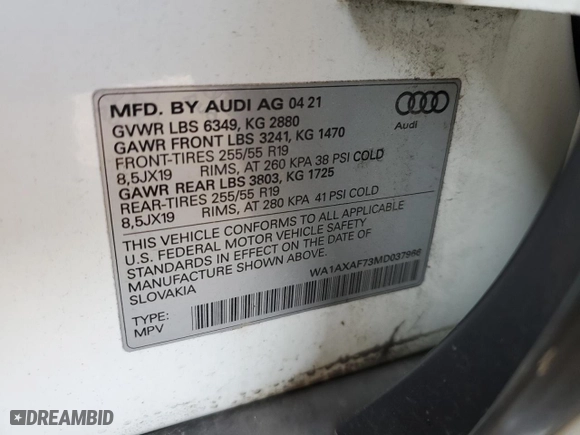 MFD. BY AUDI AG 04 21
GVWR LBS 6349, KG 2880
GAWR FRONT LBS 3241, KG 1470
FRONT-TIRES 255/55 R19
8,5JX19 RIMS, AT 260 KPA 38 PSI COLD
GAWR REAR LBS 3803, KG 1725
REAR-TIRES 255/55 R19
8,5JX19 RIMS, AT 280 KPA 41 PSI COLD
THIS VEHICLE CONFORMS TO ALL APPLICABLE
U.S. FEDERAL MOTOR VEHICLE SAFETY
STANDARDS IN EFFECT ON THE DATE OF
MANUFACTURE SHOWN ABOVE.
SLOVAKIA
WA1AXAF73MD037998
TYPE:
MPV
Audi
DREAMBID